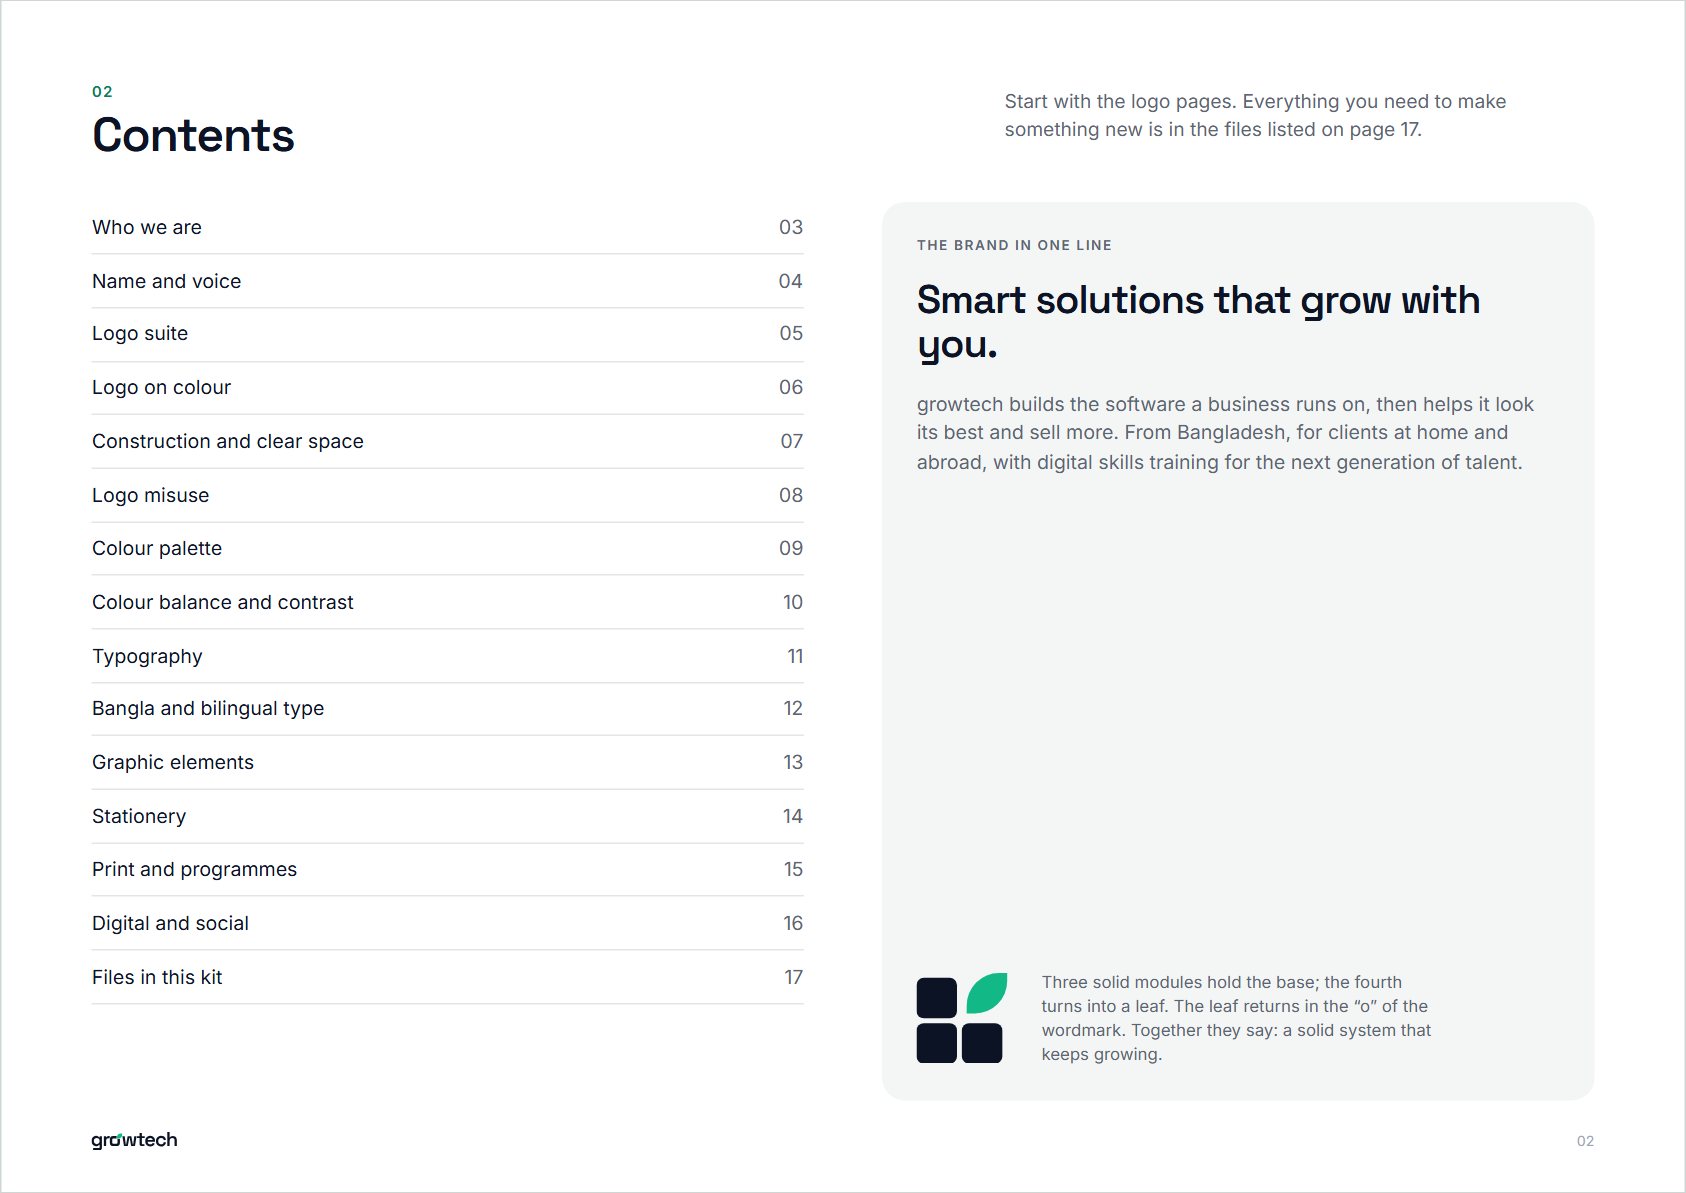 02
Contents
Start with the logo pages. Everything you need to make
something new is in the files listed on page 17.
Who we are 03
Name and voice 04
Logo suite 05
Logo on colour 06
Construction and clear space 07
Logo misuse 08
Colour palette 09
Colour balance and contrast 10
Typography 11
Bangla and bilingual type 12
Graphic elements 13
Stationery 14
Print and programmes 15
Digital and social 16
Files in this kit 17
THE BRAND IN ONE LINE
Smart solutions that grow with
you.
growtech builds the software a business runs on, then helps it look
its best and sell more. From Bangladesh, for clients at home and
abroad, with digital skills training for the next generation of talent.
Three solid modules hold the base; the fourth
turns into a leaf. The leaf returns in the “o” of the
wordmark. Together they say: a solid system that
keeps growing.
growtech
02